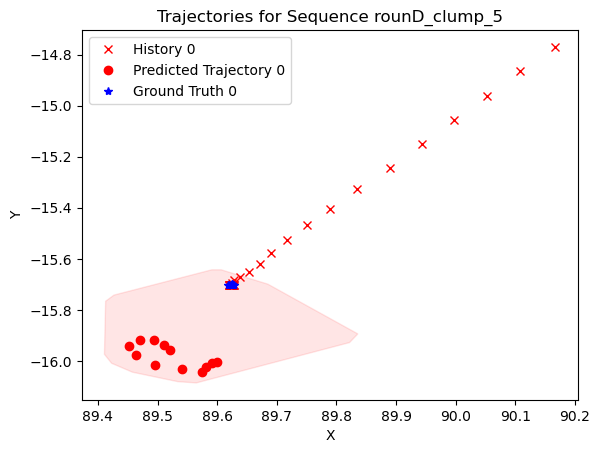 Trajectories for Sequence rounD_clump_5
History 0
Predicted Trajectory 0
Ground Truth 0
−14.8
−15.0
−15.2
−15.4
−15.6
−15.8
−16.0
Y
89.4 89.5 89.6 89.7 89.8 89.9 90.0 90.1 90.2
X